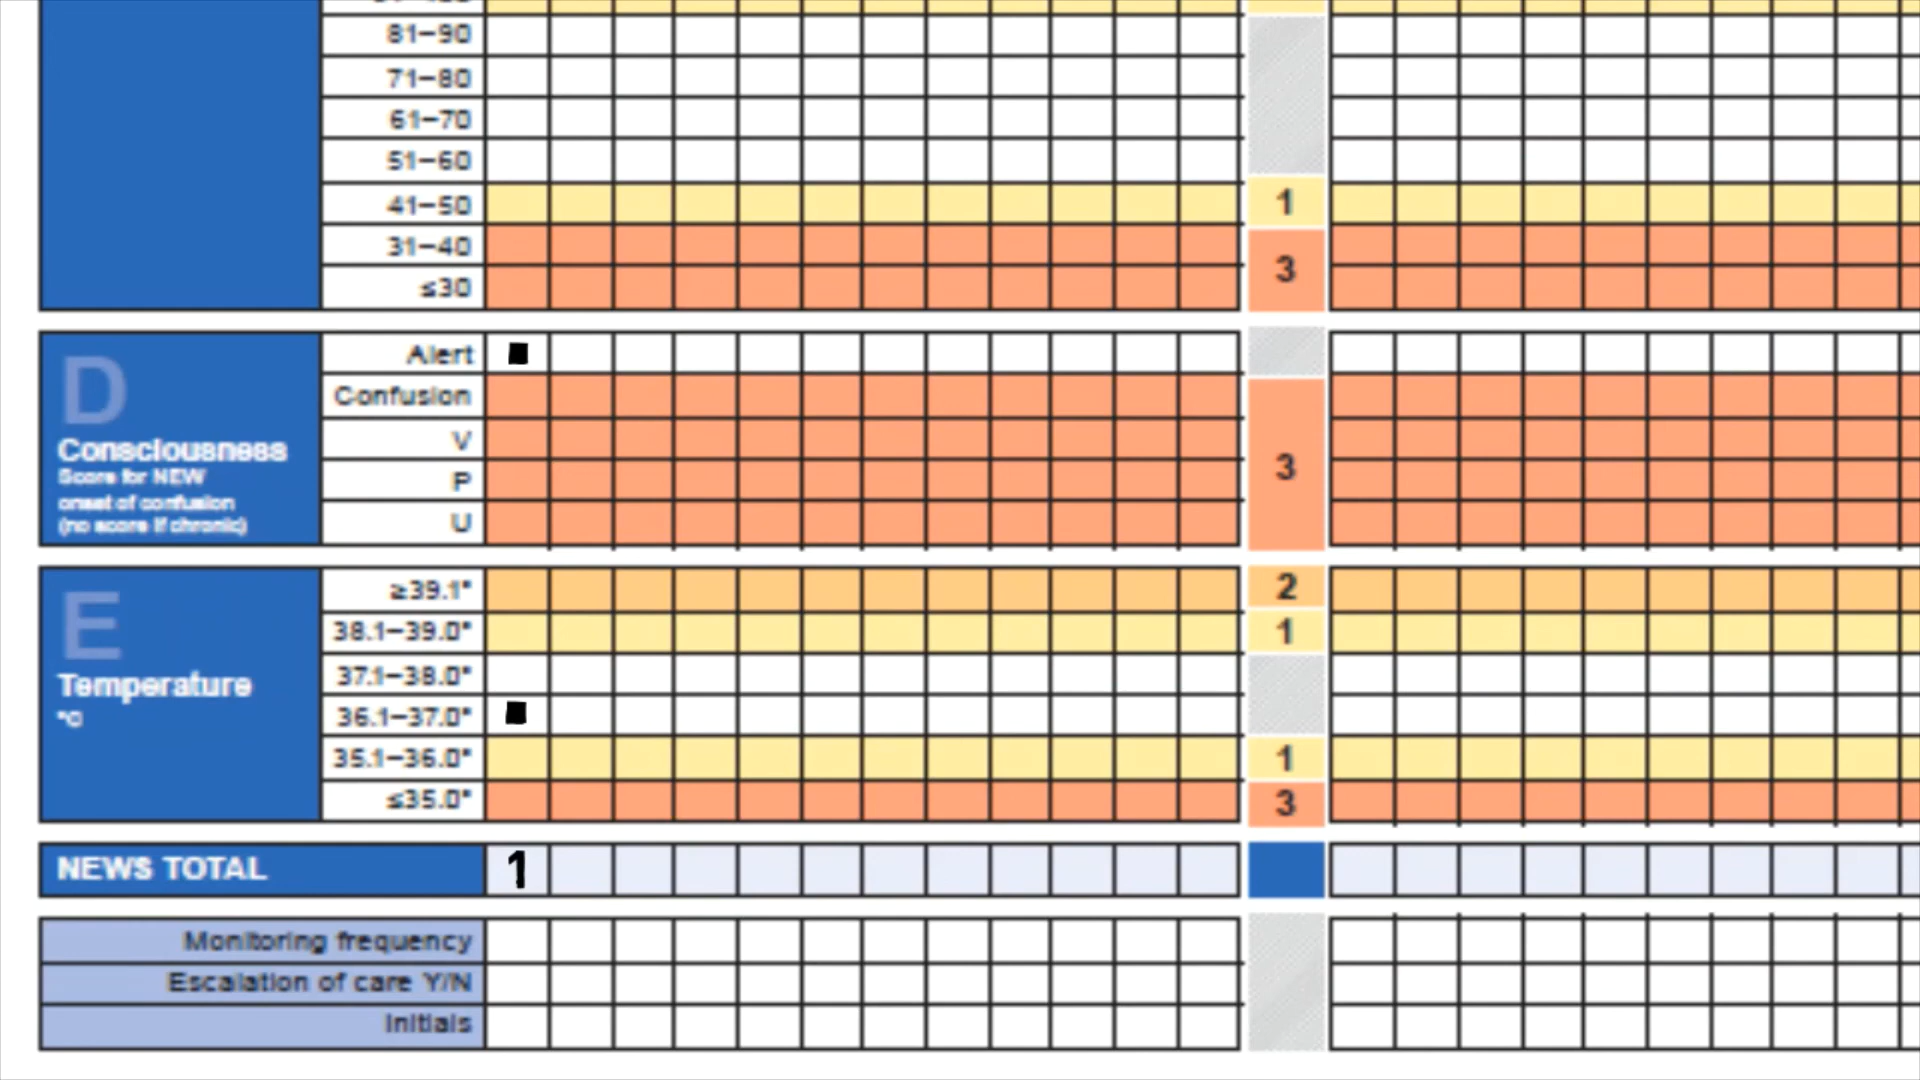 81–90
71–80
61–70
51–60
41–50
1
31–40
3
≤30
D
Consciousness
Score for NEW
onset of confusion
(no score if chronic)
Alert
Confusion
V
P
U
3
E
Temperature
°C
≥39.1°
2
38.1–39.0°
1
37.1–38.0°
36.1–37.0°
35.1–36.0°
1
≤35.0°
3
NEWS TOTAL
1
Monitoring frequency
Escalation of care Y/N
Initials